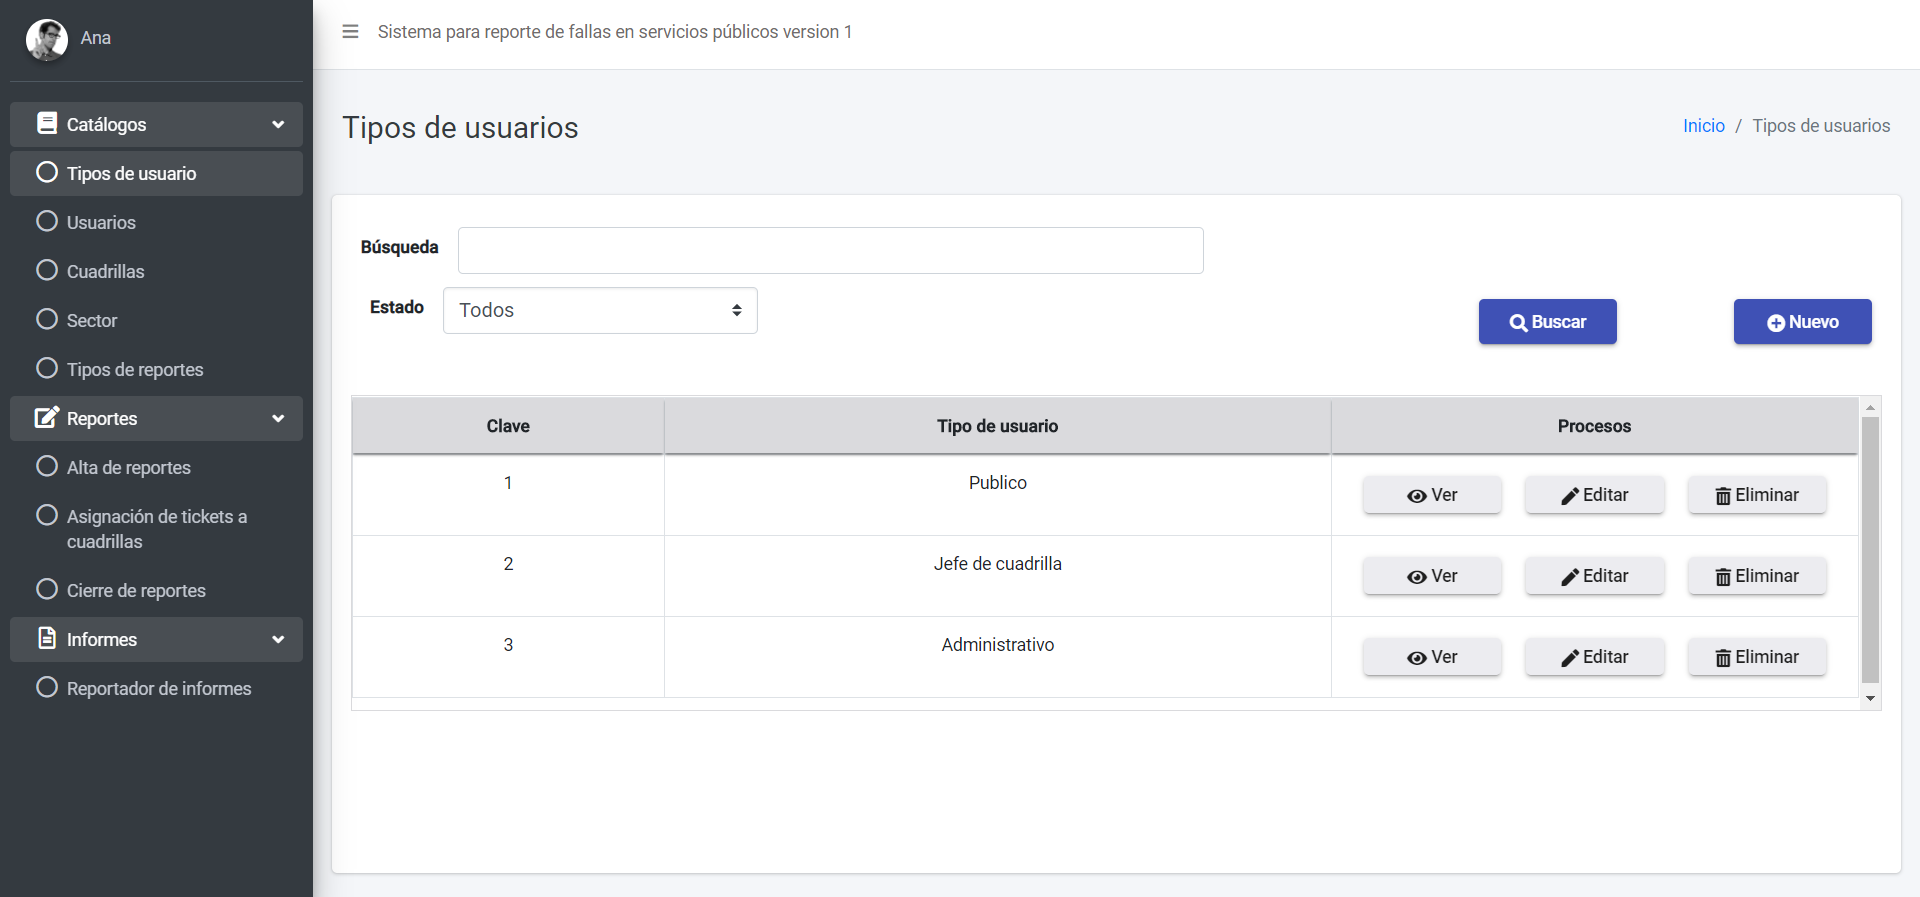 Ana
Catálogos
Tipos de usuario
Usuarios
Cuadrillas
Sector
Tipos de reportes
Reportes
Alta de reportes
Asignación de tickets a
cuadrillas
Cierre de reportes
Informes
Reportador de informes
Sistema para reporte de fallas en servicios públicos version 1
Tipos de usuarios
Inicio / Tipos de usuarios
Búsqueda
Estado Todos
Buscar Nuevo
Clave Tipo de usuario Procesos
1 Publico Ver Editar Eliminar
2 Jefe de cuadrilla Ver Editar Eliminar
3 Administrativo Ver Editar Eliminar